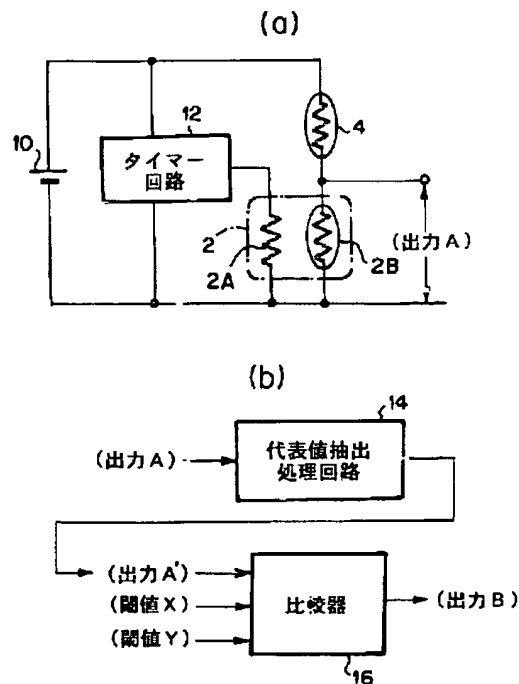 (a)
12
4
10
タイマー
回路
2
2A
2B
(出力A)
(b)
14
(出力A)
代表値抽出
処理回路
(出力A')
(閾値X)
(閾値Y)
比較器
(出力B)
16